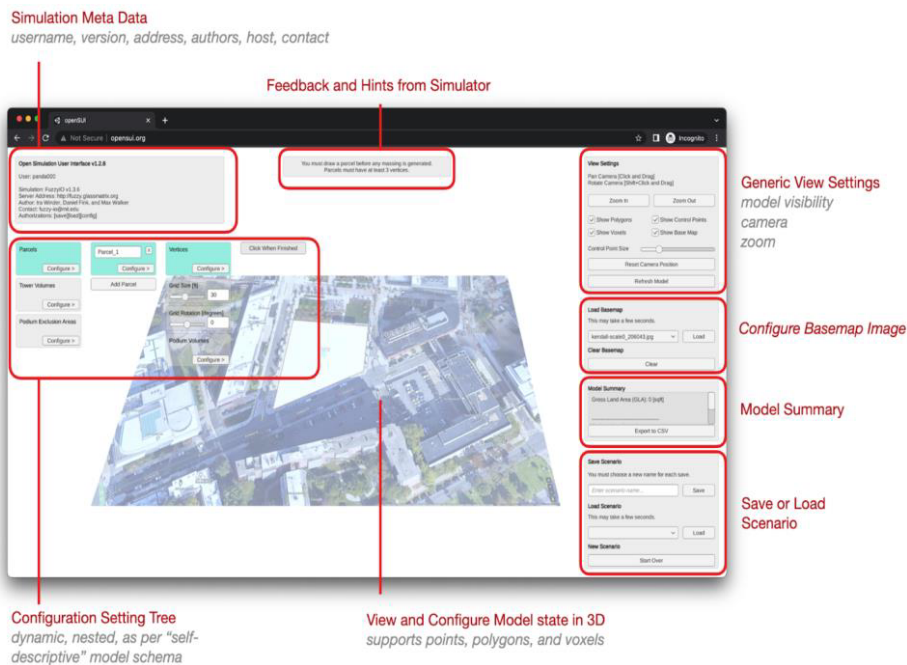 Simulation Meta Data
username, version, address, authors, host, contact
Feedback and Hints from Simulator
openSUI
Not Secure | opensui.org
Incognito
Open Simulation User Interface v1.2.8
User: panda000
Simulation: FuzzyIO v1.3.6
Server Address: http://fuzzy.glassmatrix.org
Author: Ira Winder, Daniel Fink, and Max Walker
Contact: fuzzy-io@mit.edu
Authorizations: [save][load][config]
You must draw a parcel before any massing is generated.
Parcels must have at least 3 vertices.
View Settings
Pan Camera [Click and Drag]
Rotate Camera [Shift+Click and Drag]
Zoom In
Zoom Out
Show Polygons
Show Control Points
Show Voxels
Show Base Map
Control Point Size
Reset Camera Position
Refresh Model
Generic View Settings
model visibility
camera
zoom
Parcels
Configure >
Parcel_1
x
Configure >
Vertices
Configure >
Click When Finished
Tower Volumes
Configure >
Add Parcel
Grid Size [ft]
30
Grid Rotation [degrees]
0
Podium Exclusion Areas
Configure >
Podium Volumes
Configure >
Load Basemap
This may take a few seconds.
kendall-scale0_206043.jpg
Load
Clear Basemap
Clear
Configure Basemap Image
Model Summary
Gross Land Area (GLA): 0 [sqft]
Export to CSV
Model Summary
Save Scenario
You must choose a new name for each save.
Enter scenario name...
Save
Load Scenario
This may take a few seconds.
Load
New Scenario
Start Over
Save or Load
Scenario
Configuration Setting Tree
dynamic, nested, as per “self-
descriptive” model schema
View and Configure Model state in 3D
supports points, polygons, and voxels